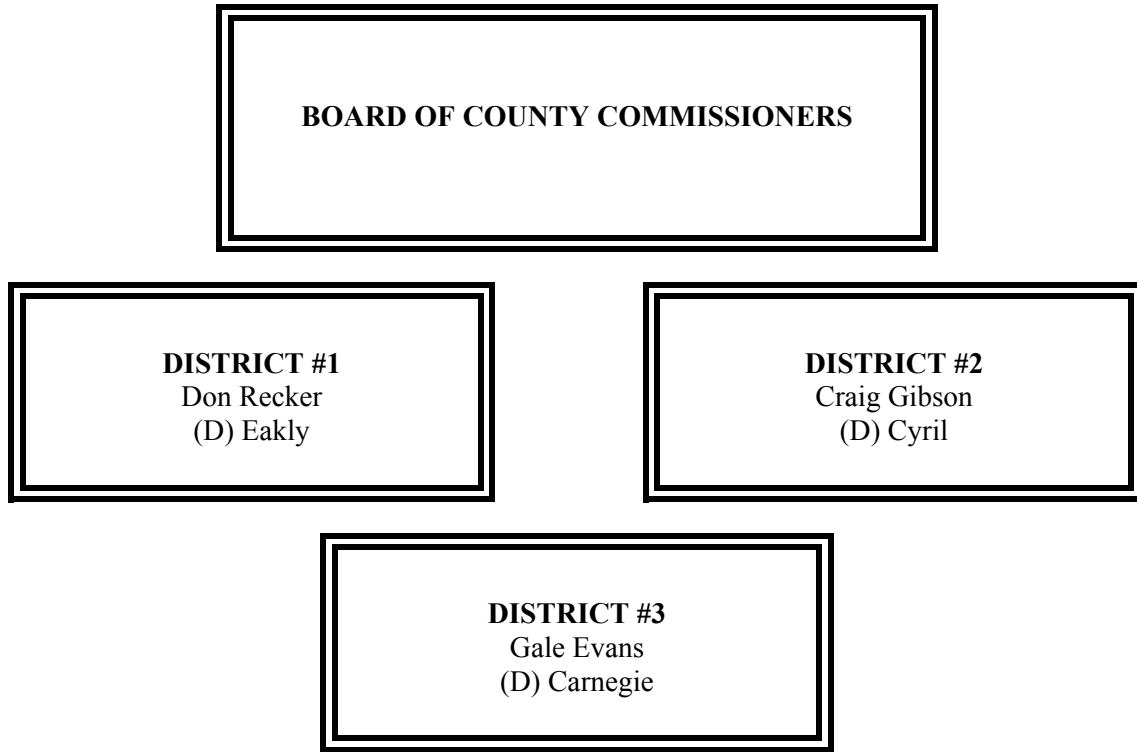 BOARD OF COUNTY COMMISSIONERS
DISTRICT #1
Don Recker
(D) Eakly
DISTRICT #2
Craig Gibson
(D) Cyril
DISTRICT #3
Gale Evans
(D) Carnegie